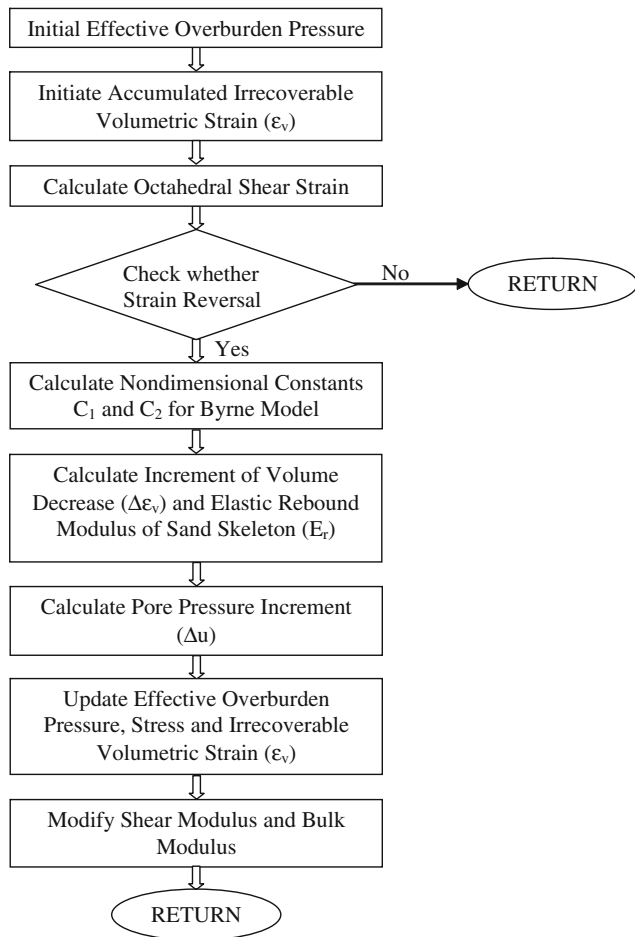 Initial Effective Overburden Pressure
Initiate Accumulated Irrecoverable
Volumetric Strain (εv)
Calculate Octahedral Shear Strain
Check whether
Strain Reversal
No
RETURN
Yes
Calculate Nondimensional Constants
C1 and C2 for Byrne Model
Calculate Increment of Volume
Decrease (Δεv) and Elastic Rebound
Modulus of Sand Skeleton (Er)
Calculate Pore Pressure Increment
(Δu)
Update Effective Overburden
Pressure, Stress and Irrecoverable
Volumetric Strain (εv)
Modify Shear Modulus and Bulk
Modulus
RETURN